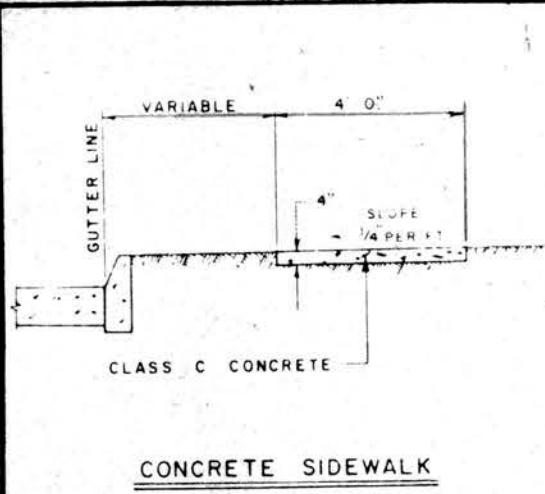 VARIABLE
4' 0"
GUTTER LINE
4"
SLOPE
1/4" PER FT
CLASS C CONCRETE
CONCRETE SIDEWALK